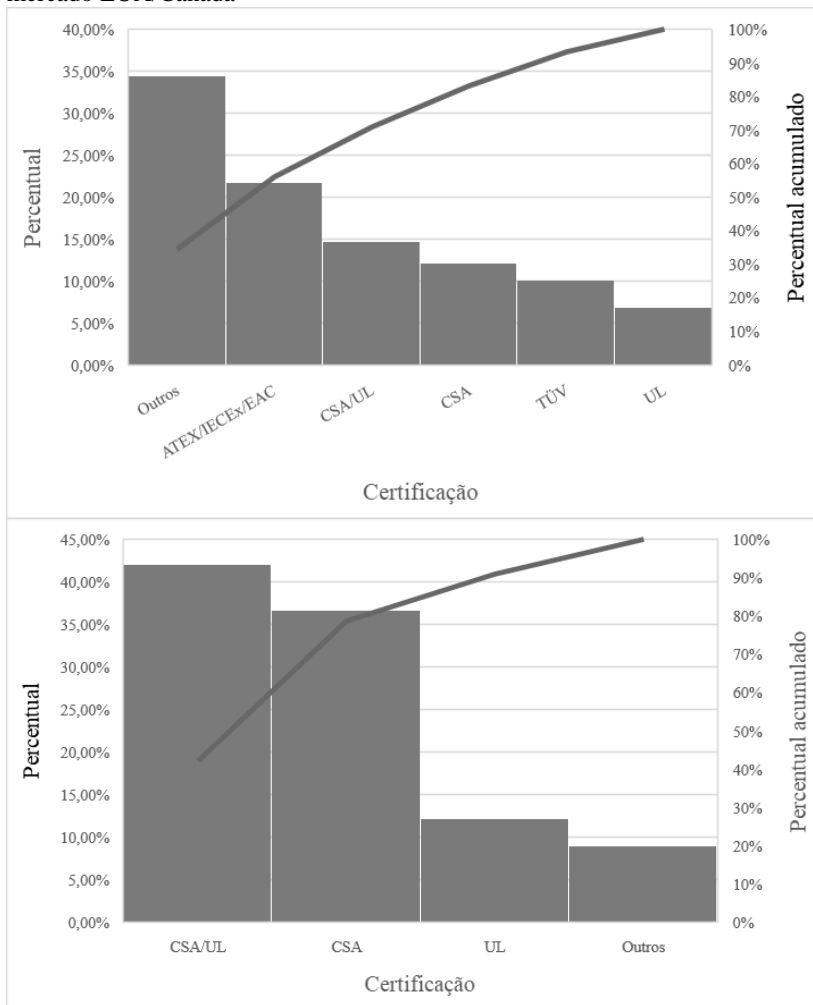 40,00%
35,00%
30,00%
25,00%
20,00%
15,00%
10,00%
5,00%
0,00%
Percentual
100%
90%
80%
70%
60%
50%
40%
30%
20%
10%
0%
Percentual acumulado
Outros
ATEX/IECEx/EAC
CSA/UL
CSA
TÜV
UL
Certificação
45,00%
40,00%
35,00%
30,00%
25,00%
20,00%
15,00%
10,00%
5,00%
0,00%
Percentual
100%
90%
80%
70%
60%
50%
40%
30%
20%
10%
0%
Percentual acumulado
CSA/UL
CSA
UL
Outros
Certificação